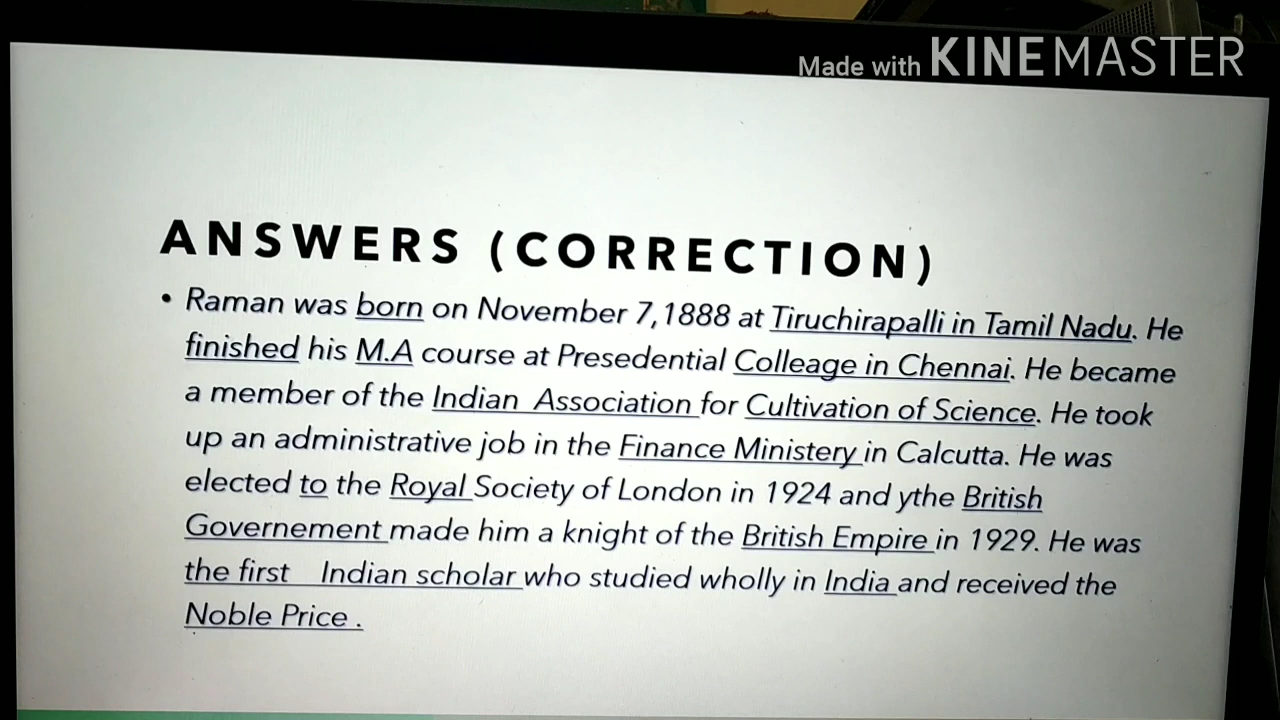 Made with KINEMASTER
ANSWERS (CORRECTION)
• Raman was born on November 7,1888 at Tiruchirapalli in Tamil Nadu. He
finished his M.A course at Presedential Colleage in Chennai. He became
a member of the Indian Association for Cultivation of Science. He took
up an administrative job in the Finance Ministery in Calcutta. He was
elected to the Royal Society of London in 1924 and ythe British
Governement made him a knight of the British Empire in 1929. He was
the first Indian scholar who studied wholly in India and received the
Noble Price .